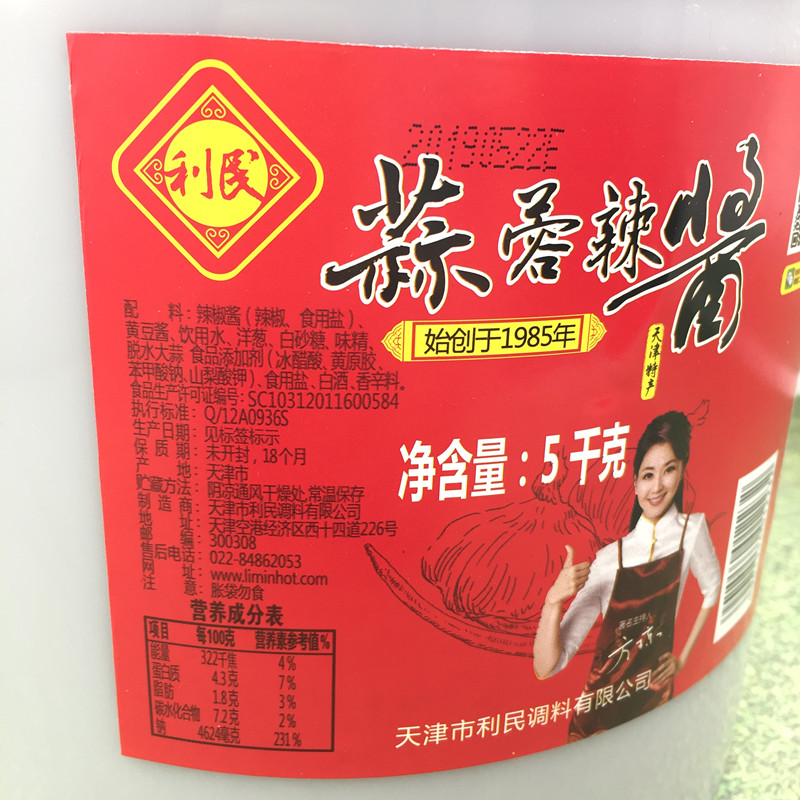 20190522E
利民
蒜蓉辣酱
始创于1985年
天津特产
配 料：辣椒酱（辣椒、食用盐）、
黄豆酱、饮用水、洋葱、白砂糖、味精、
脱水大蒜 食品添加剂（冰醋酸、黄原胶、
苯甲酸钠、山梨酸钾）、食用盐、白酒、香辛料。
食品生产许可证编号：SC10312011600584
执行标准：Q/12A0936S
生产日期：见标签标示
保 质 期：未开封，18个月
产 地：天津市
贮藏方法：阴凉通风干燥处,常温保存
制 造 商：天津市利民调料有限公司
地 址：天津空港经济区西十四道226号
邮 编：300308
售后电话：022-84862053
网 址：www.liminhot.com
注 意：胀袋勿食
净含量：5千克
营养成分表
项目 每100克 营养素参考值%
能量 322千焦 4%
蛋白质 4.3克 7%
脂肪 1.8克 3%
碳水化合物 7.2克 2%
钠 4624毫克 231%
著名主持人
方琼
天津市利民调料有限公司